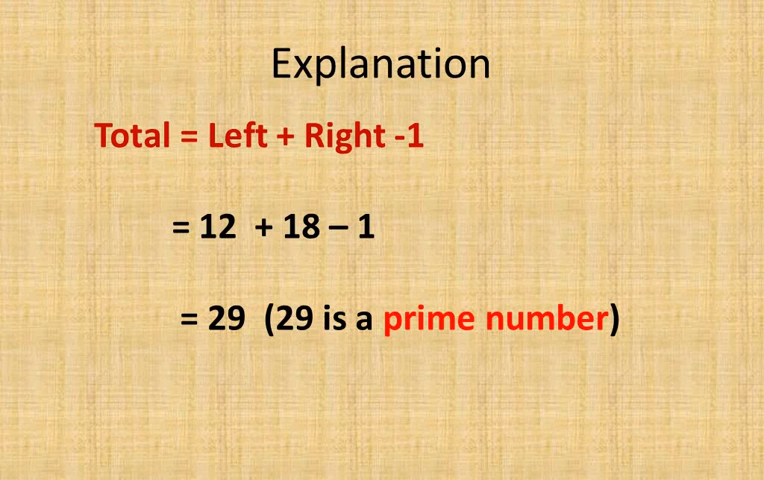 Explanation
Total = Left + Right -1
= 12 + 18 – 1
= 29 (29 is a prime number)